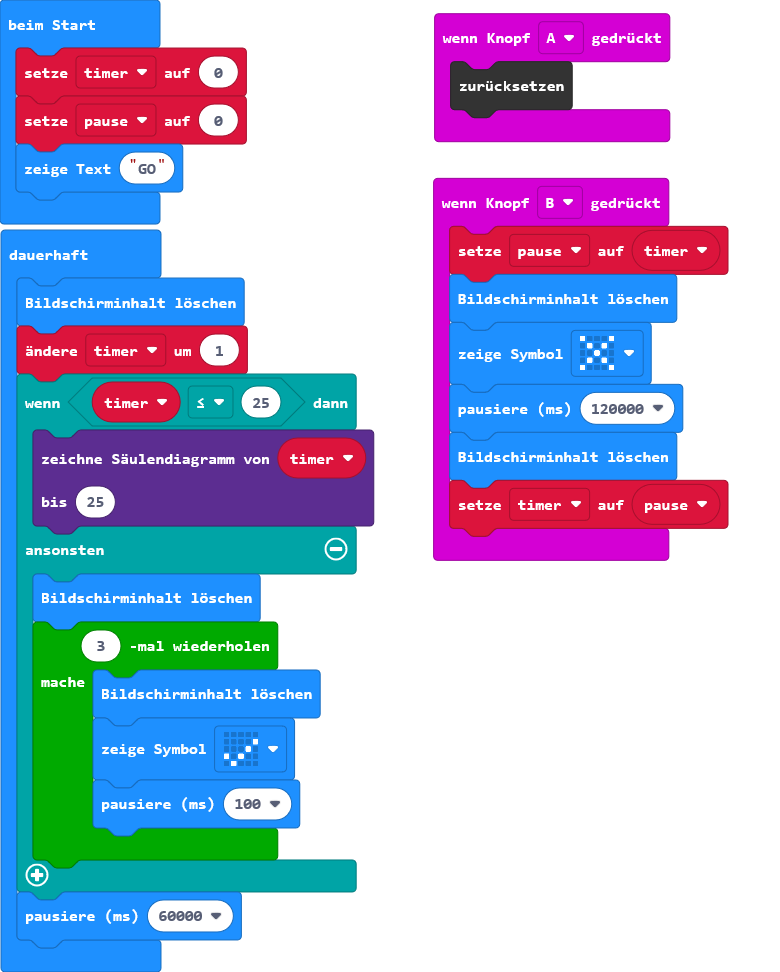 beim Start
setze timer auf 0
setze pause auf 0
zeige Text "GO"
dauerhaft
Bildschirminhalt löschen
ändere timer um 1
wenn timer ≤ 25 dann
zeichne Säulendiagramm von timer
bis 25
ansonsten
Bildschirminhalt löschen
3 -mal wiederholen
mache
Bildschirminhalt löschen
zeige Symbol
pausiere (ms) 100
pausiere (ms) 60000
wenn Knopf A gedrückt
zurücksetzen
wenn Knopf B gedrückt
setze pause auf timer
Bildschirminhalt löschen
zeige Symbol
pausiere (ms) 120000
Bildschirminhalt löschen
setze timer auf pause